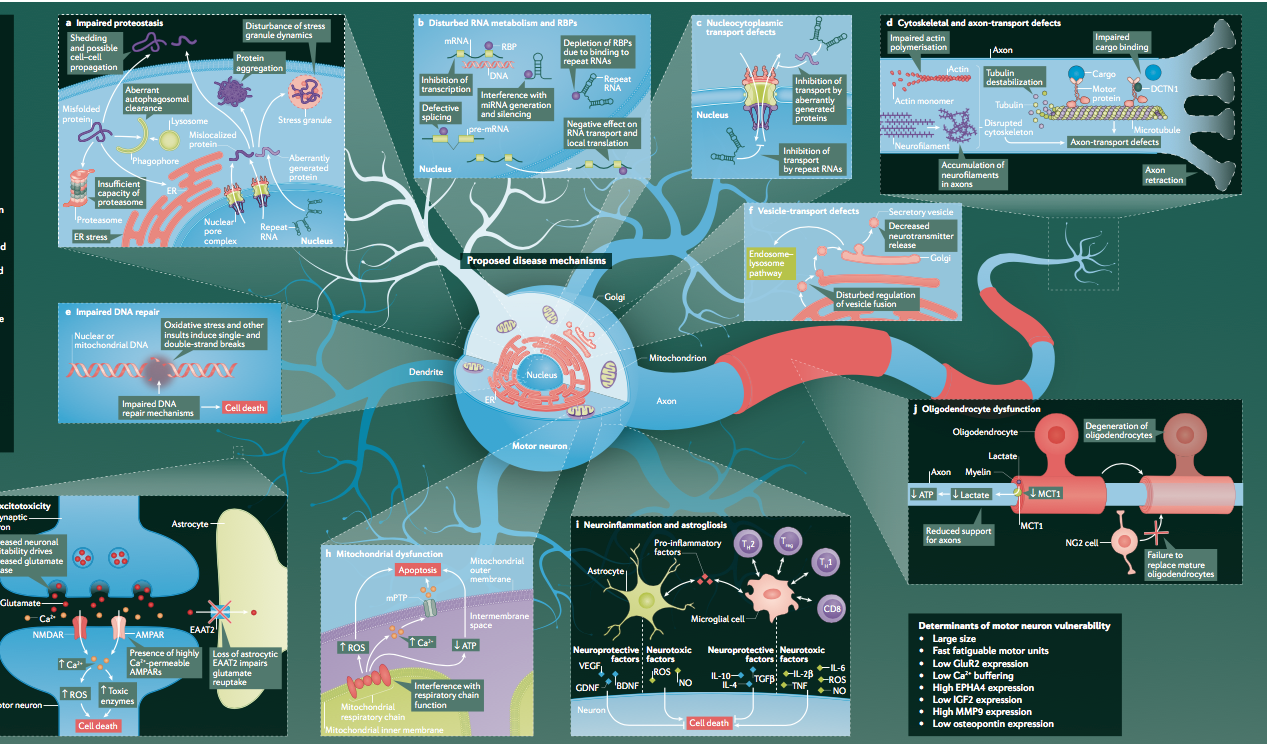 a Impaired proteostasis
Shedding
and possible
cell–cell
propagation
Disturbance of stress
granule dynamics
Protein
aggregation
Aberrant
autophagosomal
clearance
Misfolded
protein
Lysosome
Mislocalized
protein
Stress granule
Phagophore
Aberrantly
generated
protein
ER
Insufficient
capacity of
proteasome
Proteasome
ER stress
Nuclear
pore
complex
Repeat
RNA
Nucleus
b Disturbed RNA metabolism and RBPs
mRNA
RBP
DNA
Depletion of RBPs
due to binding to
repeat RNAs
Inhibition of
transcription
Repeat
RNA
Interference with
miRNA generation
and silencing
Defective
splicing
pre-mRNA
Negative effect on
RNA transport and
local translation
Nucleus
c Nucleocytoplasmic
transport defects
Inhibition of
transport by
aberrantly
generated
proteins
Nucleus
Inhibition of
transport
by repeat RNAs
d Cytoskeletal and axon-transport defects
Impaired actin
polymerisation
Axon
Impaired
cargo binding
Actin
Tubulin
destabilization
Cargo
Motor
protein
DCTN1
Actin monomer
Tubulin
Disrupted
cytoskeleton
Microtubule
Axon-transport defects
Neurofilament
Accumulation of
neurofilaments
in axons
Axon
retraction
f Vesicle-transport defects
Secretory vesicle
Decreased
neurotransmitter
release
Endosome–
lysosome
pathway
Golgi
Disturbed regulation
of vesicle fusion
Proposed disease mechanisms
Golgi
Mitochondrion
Dendrite
Nucleus
ER
Axon
Motor neuron
e Impaired DNA repair
Nuclear or
mitochondrial DNA
Oxidative stress and other
insults induce single- and
double-strand breaks
Impaired DNA
repair mechanisms
Cell death
Astrocyte
Glutamate
Ca²⁺
NMDAR
AMPAR
EAAT2
Presence of highly
Ca²⁺-permeable
AMPARs
Loss of astrocytic
EAAT2 impairs
glutamate
reuptake
↑ Ca²⁺
↑ ROS
↑ Toxic
enzymes
Cell death
h Mitochondrial dysfunction
Apoptosis
Mitochondrial
outer
membrane
mPTP
Intermembrane
space
↑ ROS
↑ Ca²⁺
↓ ATP
Interference with
respiratory chain
function
Mitochondrial
respiratory chain
Mitochondrial inner membrane
i Neuroinflammation and astrogliosis
Pro-inflammatory
factors
TH2
Treg
TH1
CD8
Astrocyte
Microglial cell
Neuroprotective
factors
Neurotoxic
factors
Neuroprotective
factors
Neurotoxic
factors
VEGF
GDNF
BDNF
ROS
NO
IL-10
IL-4
TGFβ
IL-2β
TNF
IL-6
ROS
NO
Neuron
Cell death
j Oligodendrocyte dysfunction
Oligodendrocyte
Degeneration of
oligodendrocytes
Lactate
Axon
Myelin
↓ ATP
↓ Lactate
↓ MCT1
MCT1
Reduced support
for axons
NG2 cell
Failure to
replace mature
oligodendrocytes
Determinants of motor neuron vulnerability
• Large size
• Fast fatiguable motor units
• Low GluR2 expression
• Low Ca²⁺ buffering
• High EPHA4 expression
• Low IGF2 expression
• High MMP9 expression
• Low osteopontin expression